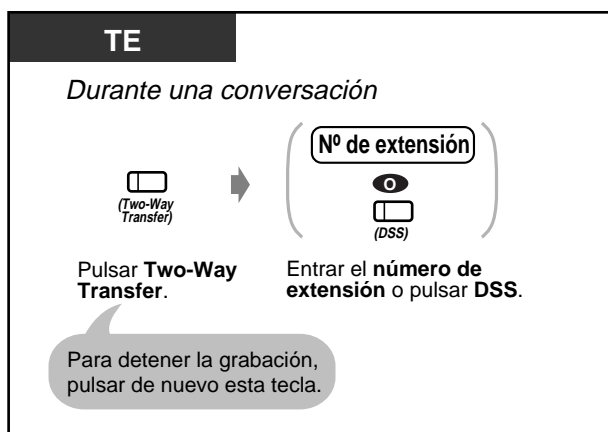 TE
Durante una conversación
Nº de extensión
O
(Two-Way
Transfer)
(DSS)
Pulsar Two-Way
Transfer.
Entrar el número de
extensión o pulsar DSS.
Para detener la grabación,
pulsar de nuevo esta tecla.